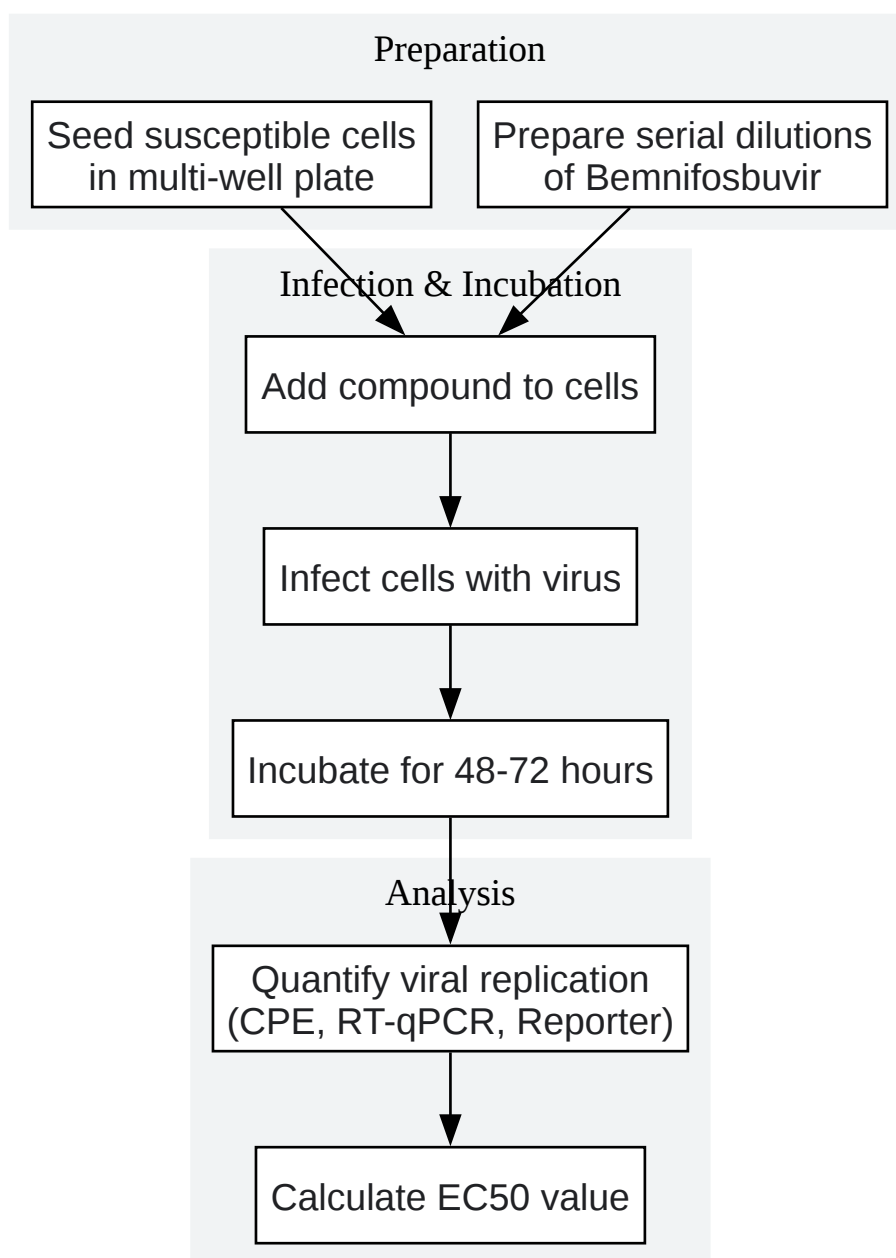 Preparation
Seed susceptible cells
in multi-well plate
Prepare serial dilutions
of Bemnifosbuvir
Infection & Incubation
Add compound to cells
Infect cells with virus
Incubate for 48-72 hours
Analysis
Quantify viral replication
(CPE, RT-qPCR, Reporter)
Calculate EC50 value